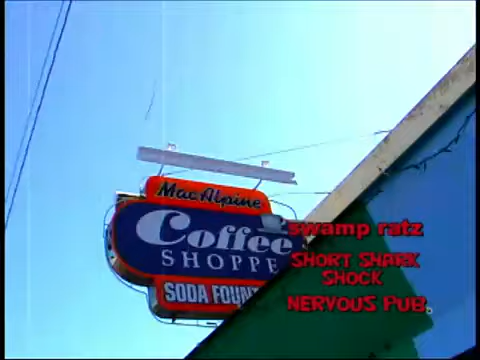 MacAlpine
Coffee
SHOPPE
SODA FOUN
swamp ratz
SHORT SHARK
SHOCK
NERVOUS PUB.